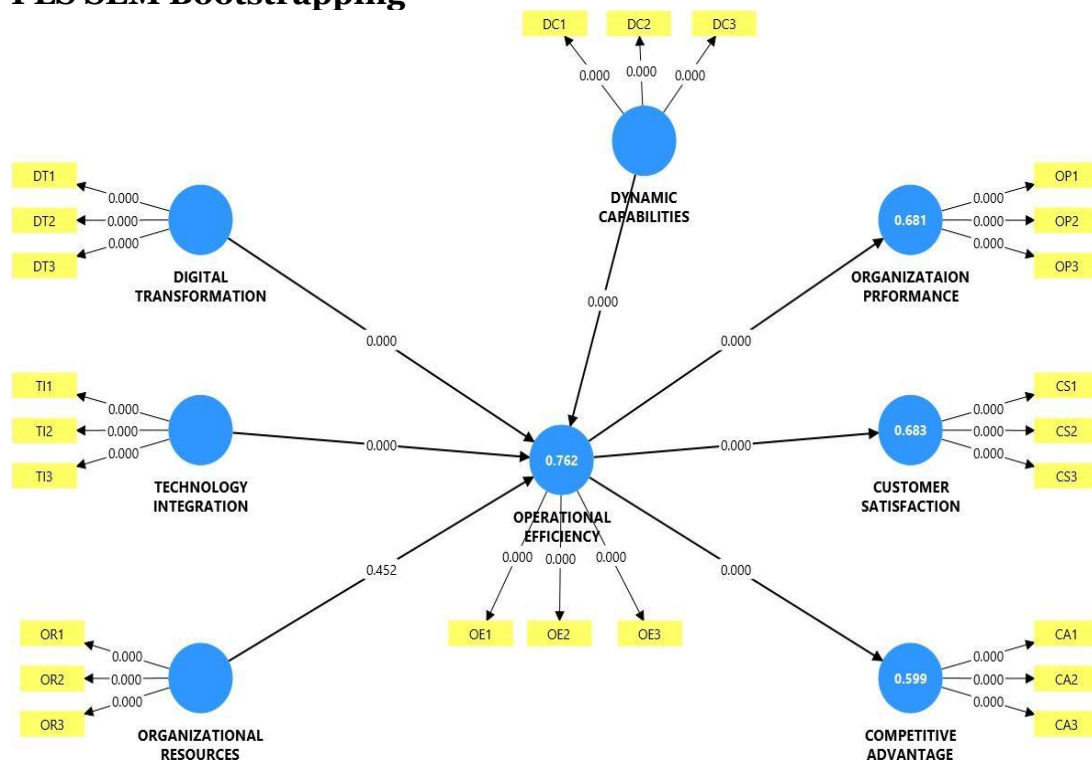 PLS SEM Bootstrapping
DC1
DC2
DC3
0.000
0.000
0.000
DYNAMIC
CAPABILITIES
DT1
DT2
DT3
0.000
0.000
0.000
DIGITAL
TRANSFORMATION
OP1
OP2
OP3
0.000
0.000
0.000
0.681
ORGANIZATAION
PRFORMANCE
0.000
0.000
0.000
TI1
TI2
TI3
0.000
0.000
0.000
TECHNOLOGY
INTEGRATION
0.000
0.762
OPERATIONAL
EFFICIENCY
0.000
0.683
CUSTOMER
SATISFACTION
0.000
0.000
0.000
CS1
CS2
CS3
0.452
0.000
0.000
0.000
OE1
OE2
OE3
0.000
OR1
OR2
OR3
0.000
0.000
0.000
ORGANIZATIONAL
RESOURCES
0.599
COMPETITIVE
ADVANTAGE
0.000
0.000
0.000
CA1
CA2
CA3